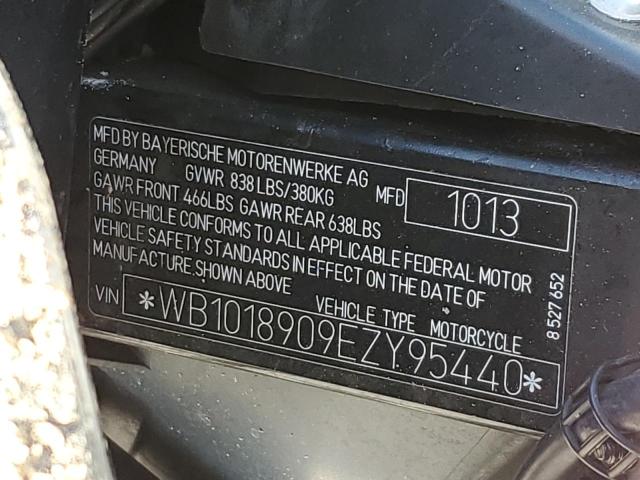 MFD BY BAYERISCHE MOTORENWERKE AG
GERMANY GVWR 838 LBS/380KG MFD 1013
GAWR FRONT 466LBS GAWR REAR 638LBS
THIS VEHICLE CONFORMS TO ALL APPLICABLE FEDERAL MOTOR
VEHICLE SAFETY STANDARDS IN EFFECT ON THE DATE OF
MANUFACTURE SHOWN ABOVE
VEHICLE TYPE MOTORCYCLE
VIN *WB1018909EZY95440*
8 527 652